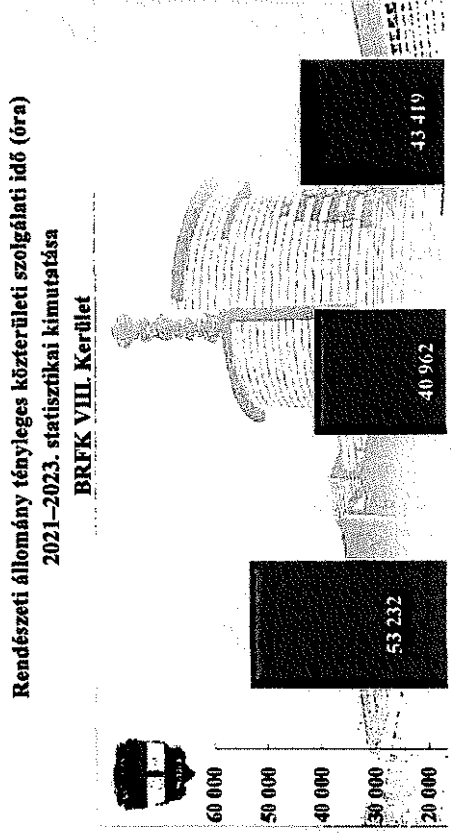 Rendészeti állomány tényleges közterületi szolgálati idő (óra)
2021–2023. statisztikai kimutatása
BRFK VIII. Kerület
60 000
50 000
40 000
30 000
20 000
53 232
40 962
43 419